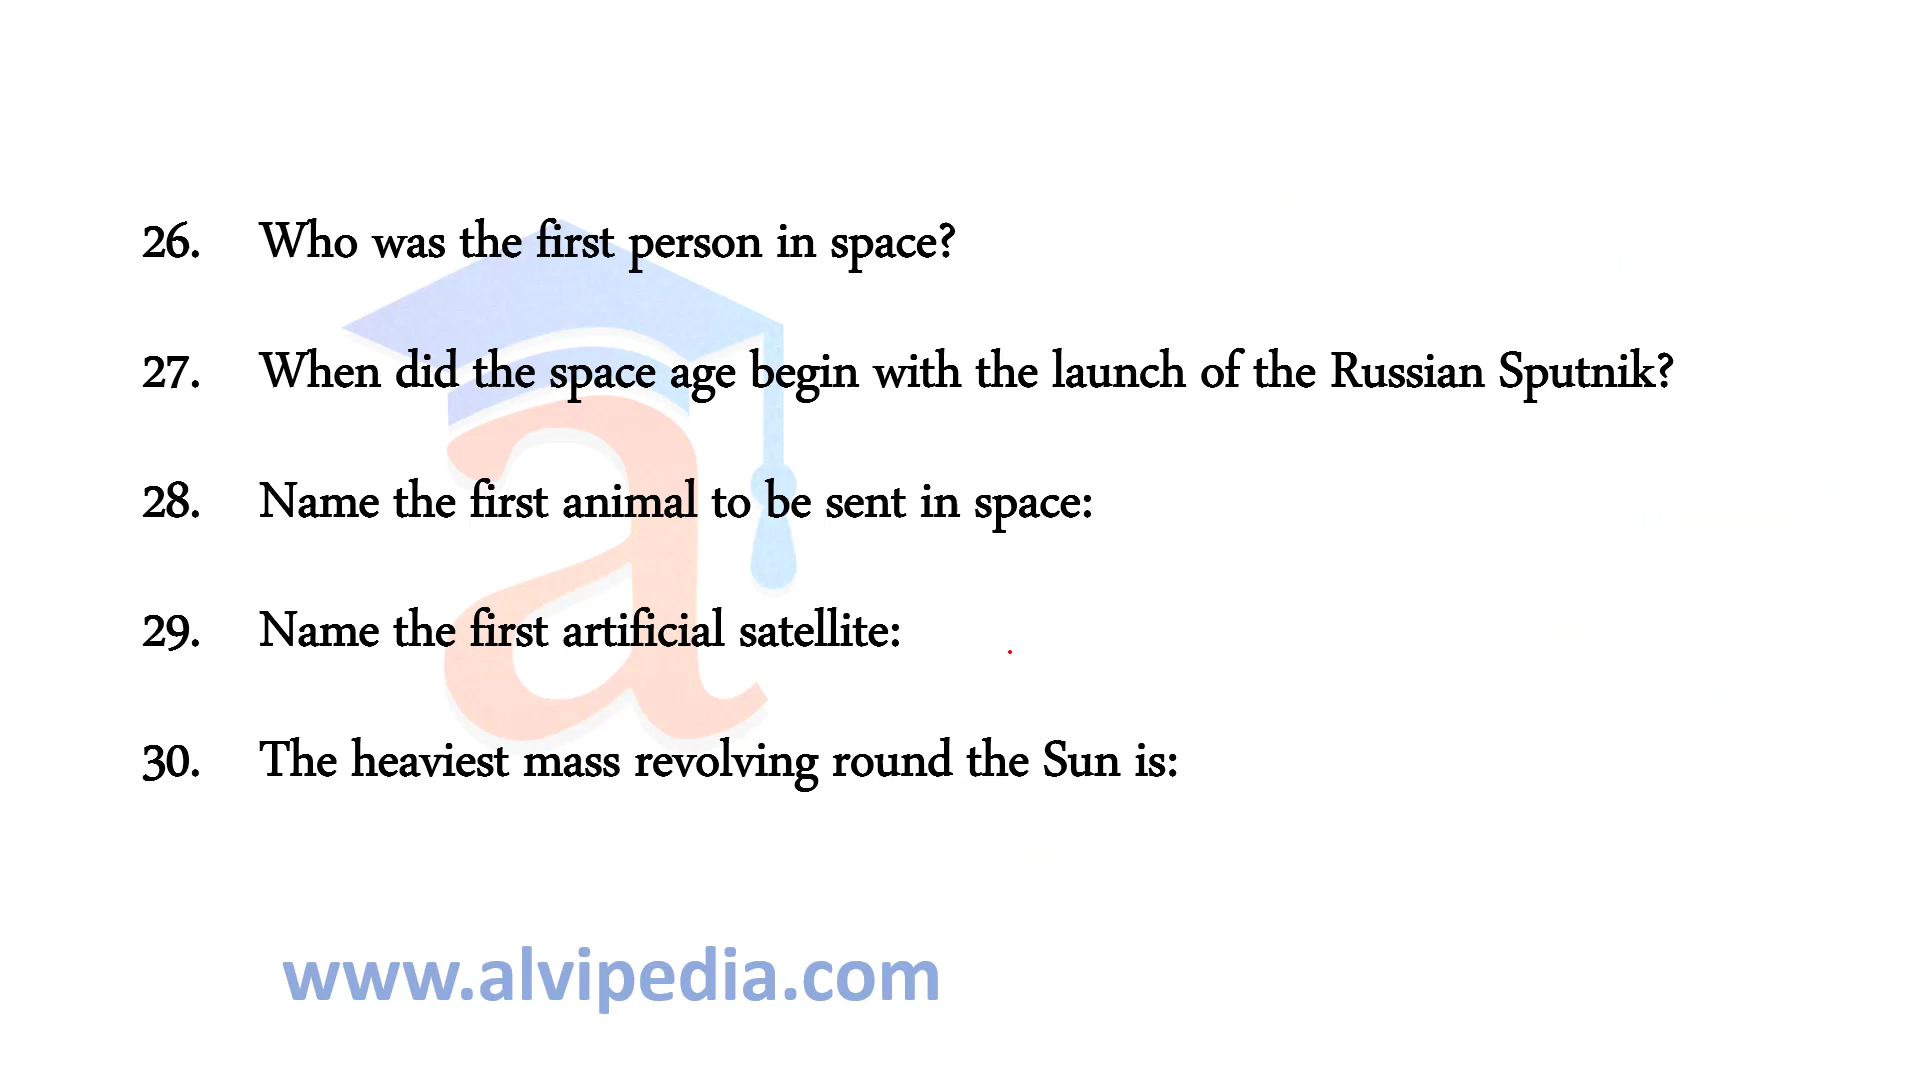 26. Who was the first person in space?
27. When did the space age begin with the launch of the Russian Sputnik?
28. Name the first animal to be sent in space:
29. Name the first artificial satellite:
30. The heaviest mass revolving round the Sun is:
www.alvipedia.com